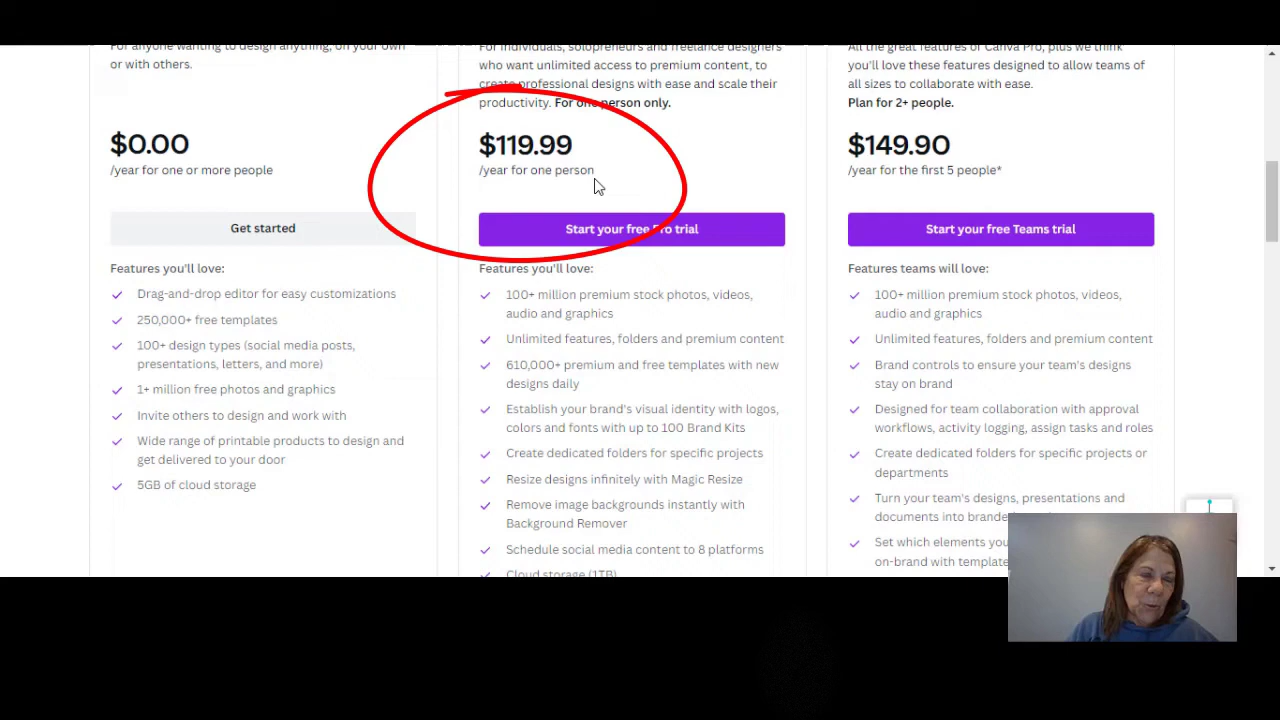 For anyone wanting to design anything, on your own
or with others.
$0.00
/year for one or more people
Get started
Features you'll love:
Drag-and-drop editor for easy customizations
250,000+ free templates
100+ design types (social media posts,
presentations, letters, and more)
1+ million free photos and graphics
Invite others to design and work with
Wide range of printable products to design and
get delivered to your door
5GB of cloud storage
For individuals, solopreneurs and freelance designers
who want unlimited access to premium content, to
create professional designs with ease and scale their
productivity. For one person only.
$119.99
/year for one person
Start your free Pro trial
Features you'll love:
100+ million premium stock photos, videos,
audio and graphics
Unlimited features, folders and premium content
610,000+ premium and free templates with new
designs daily
Establish your brand's visual identity with logos,
colors and fonts with up to 100 Brand Kits
Create dedicated folders for specific projects
Resize designs infinitely with Magic Resize
Remove image backgrounds instantly with
Background Remover
Schedule social media content to 8 platforms
Cloud storage (1TB)
All the great features of Canva Pro, plus we think
you'll love these features designed to allow teams
of all sizes to collaborate with ease.
Plan for 2+ people.
$149.90
/year for the first 5 people*
Start your free Teams trial
Features teams will love:
100+ million premium stock photos, videos,
audio and graphics
Unlimited features, folders and premium content
Brand controls to ensure your team's designs
stay on brand
Designed for team collaboration with approval
workflows, activity logging, assign tasks and roles
Create dedicated folders for specific projects or
departments
Turn your team's designs, presentations and
documents into
Set which elements
on-brand with